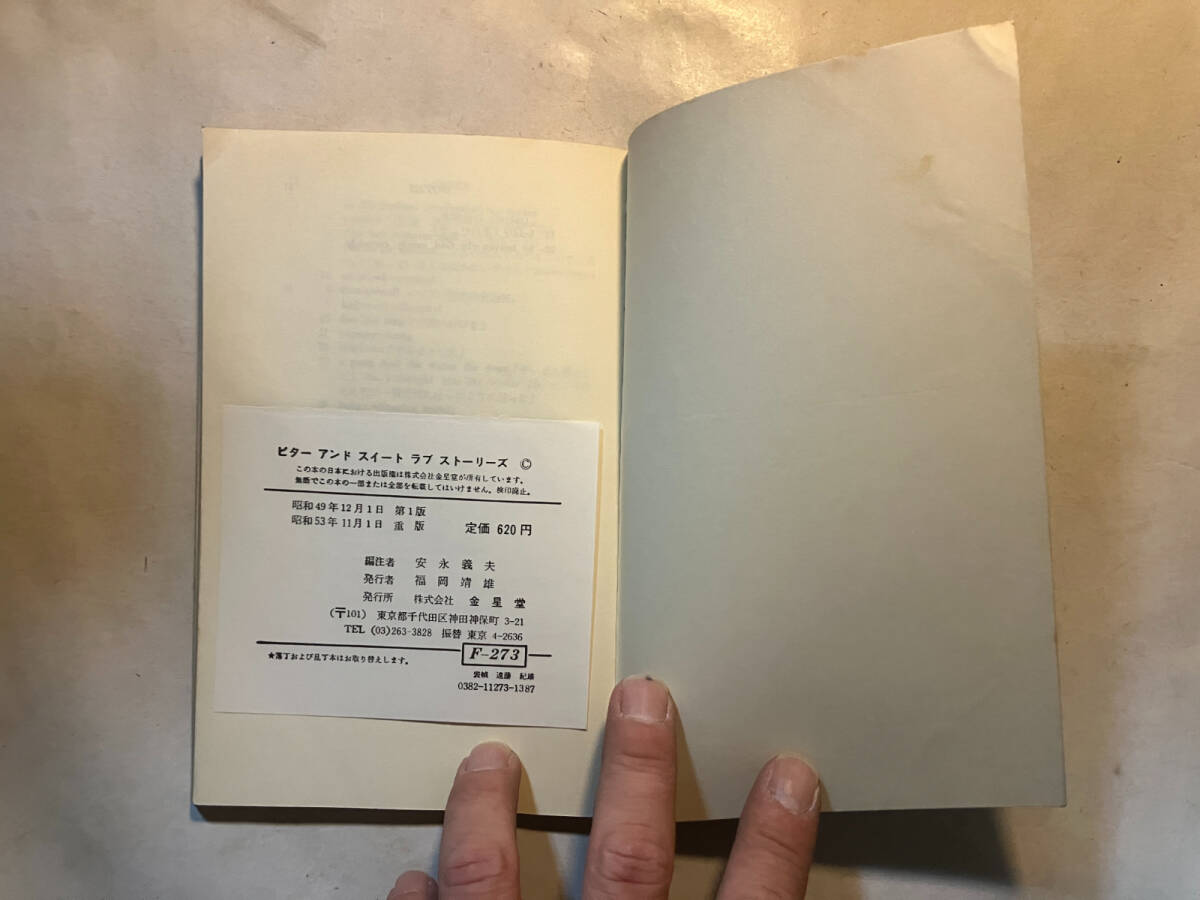 ビター アンド スイート ラブ ストーリーズ ©
この本の日本における出版権は株式会社金星堂が所有しています。
無断でこの本の一部または全部を転載してはいけません。検印廃止。
昭和49年12月1日 第1版
昭和53年11月1日 重 版 定価 620円
編注者 安 永 義 夫
発行者 福 岡 靖 雄
発行所 株式会社 金 星 堂
(〒101) 東京都千代田区神田神保町 3-21
TEL (03)263-3828 振替 東京 4-2636
F-273
★落丁および乱丁本はお取り替えします。
装幀 遠藤 紀雄
0382-11273-1387